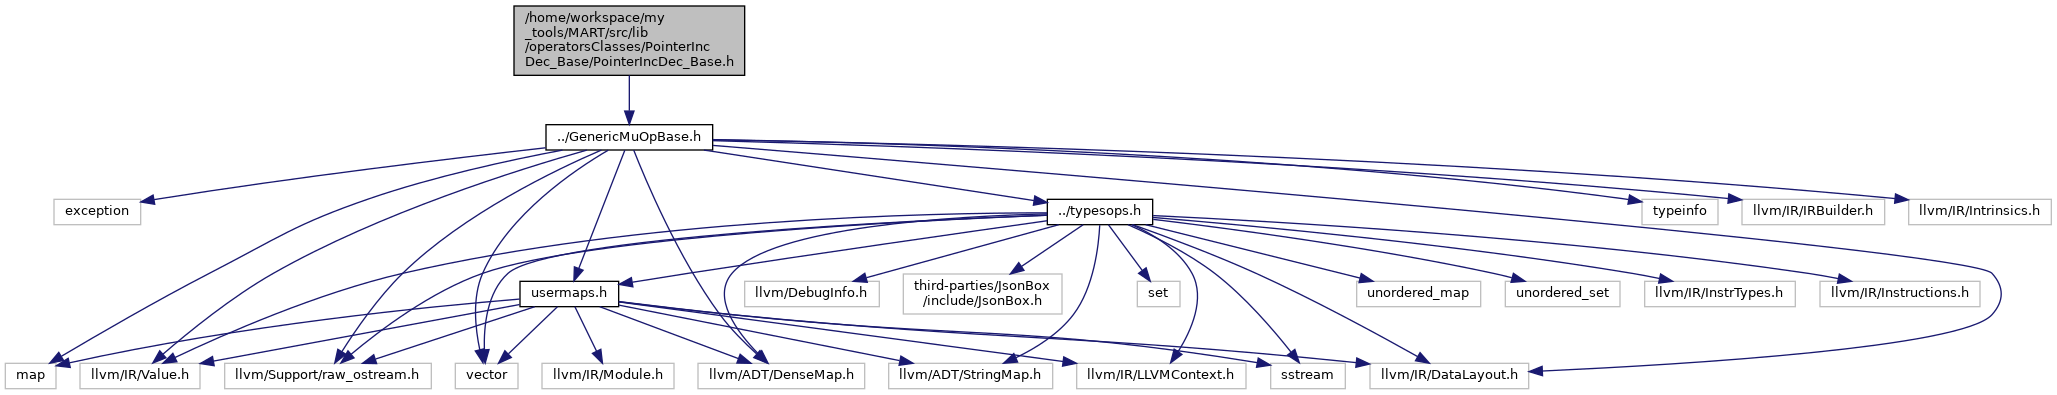 /home/workspace/my
_tools/MART/src/lib
/operatorsClasses/PointerInc
Dec_Base/PointerIncDec_Base.h
../GenericMuOpBase.h
exception
../typesops.h
typeinfo
llvm/IR/IRBuilder.h
llvm/IR/Intrinsics.h
usermaps.h
llvm/DebugInfo.h
third-parties/JsonBox
/include/JsonBox.h
set
unordered_map
unordered_set
llvm/IR/InstrTypes.h
llvm/IR/Instructions.h
map
llvm/IR/Value.h
llvm/Support/raw_ostream.h
vector
llvm/IR/Module.h
llvm/ADT/DenseMap.h
llvm/ADT/StringMap.h
llvm/IR/LLVMContext.h
sstream
llvm/IR/DataLayout.h